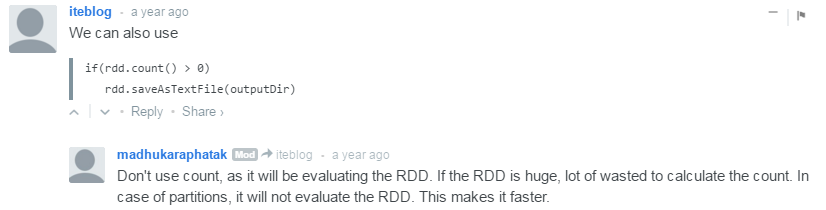 iteblog · a year ago
We can also use
if(rdd.count() > 0)
rdd.saveAsTextFile(outputDir)
Reply · Share ›
madhukaraphatak Mod iteblog · a year ago
Don't use count, as it will be evaluating the RDD. If the RDD is huge, lot of wasted to calculate the count. In
case of partitions, it will not evaluate the RDD. This makes it faster.